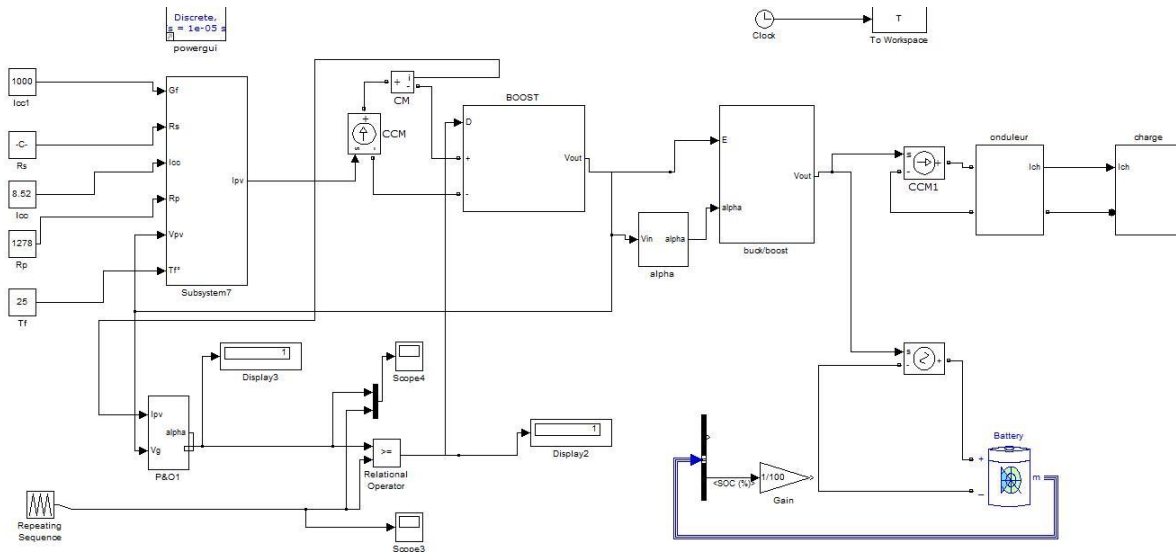 Discrete,
s = 1e-05 s
powergui
Clock
T
To Workspace
1000
Icc1
-C-
Rs
8.52
Icc
1278
Rp
25
Tf
Gf
Rs
Icc
Rp
Vpv
Tf*
Ipv
Subsystem7
CCM
i
CM
BOOST
D
Vout
Vin
alpha
alpha
E
alpha
Vout
buck/boost
s
CCM1
onduleur
Ich
charge
Ich
1
Display3
Scope4
Ipv
alpha
Vg
P&O1
>=
Relational
Operator
1
Display2
Repeating
Sequence
Scope3
s
<SOC (%)>
1/100
Gain
Battery
m